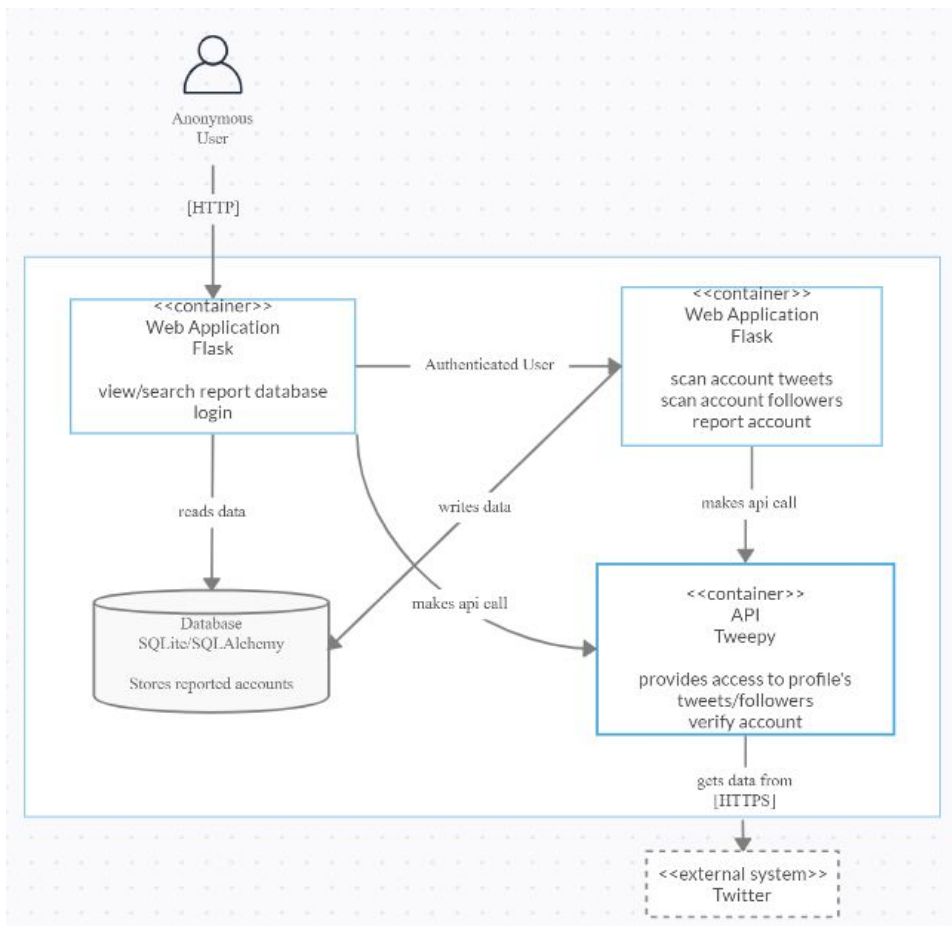 Anonymous
User
[HTTP]
<<container>>
Web Application
Flask
view/search report database
login
Authenticated User
<<container>>
Web Application
Flask
scan account tweets
scan account followers
report account
reads data
writes data
makes api call
makes api call
Database
SQLite/SQLAlchemy
Stores reported accounts
<<container>>
API
Tweepy
provides access to profile's
tweets/followers
verify account
gets data from
[HTTPS]
<<external system>>
Twitter